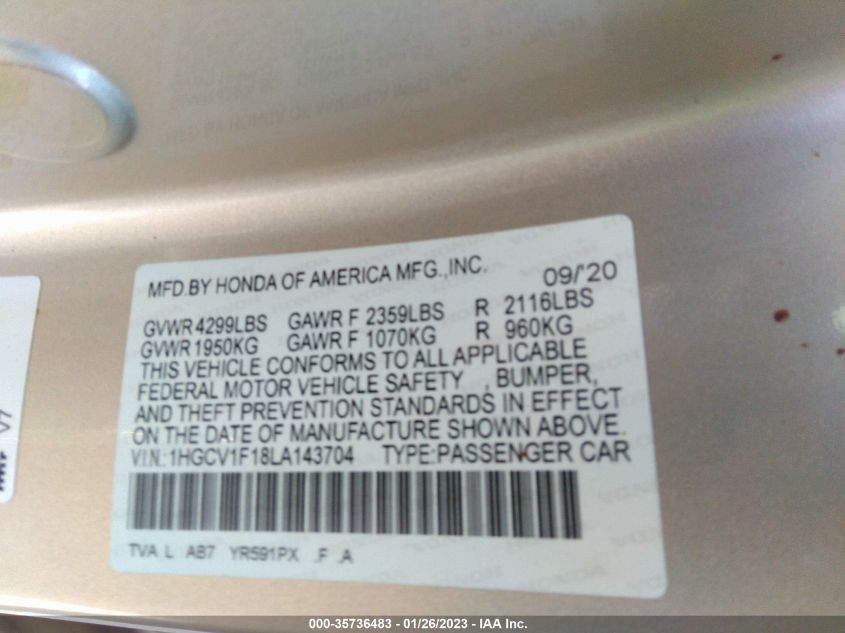 MFD.BY HONDA OF AMERICA MFG.,INC. 09/'20
GVWR 4299LBS GAWR F 2359LBS R 2116LBS
GVWR 1950KG GAWR F 1070KG R 960KG
THIS VEHICLE CONFORMS TO ALL APPLICABLE
FEDERAL MOTOR VEHICLE SAFETY , BUMPER,
AND THEFT PREVENTION STANDARDS IN EFFECT
ON THE DATE OF MANUFACTURE SHOWN ABOVE.
V.I.N.:1HGCV1F18LA143704 TYPE:PASSENGER CAR
TVA L AB7 YR591PX .F .A
V7
000-35736483 - 01/26/2023 - IAA Inc.